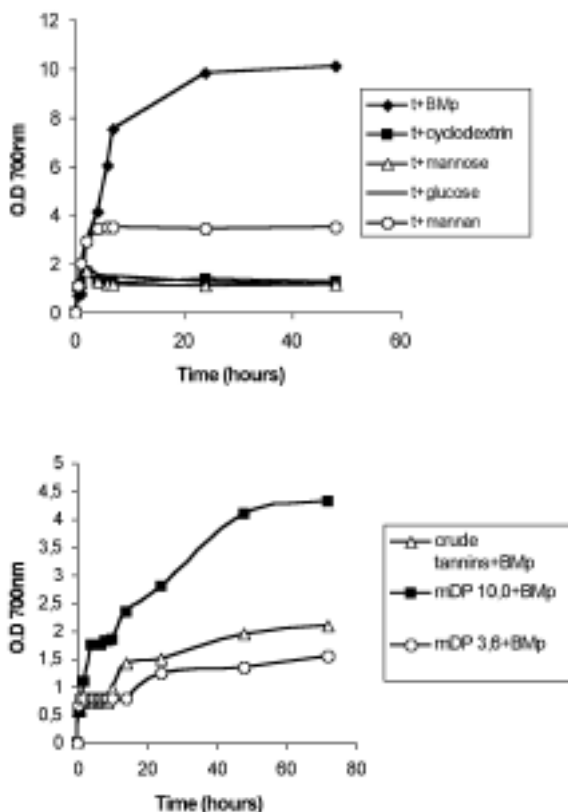 12
10
8
6
4
2
0
O.D 700nm
0 20 40 60
Time (hours)
t+BMp
t+cyclodextrin
t+mannose
t+glucose
t+mannan
5
4,5
4
3,5
3
2,5
2
1,5
1
0,5
0
O.D 700nm
0 20 40 60 80
Time (hours)
crude
tannins+BMp
mDP 10,0+BMp
mDP 3,6+BMp